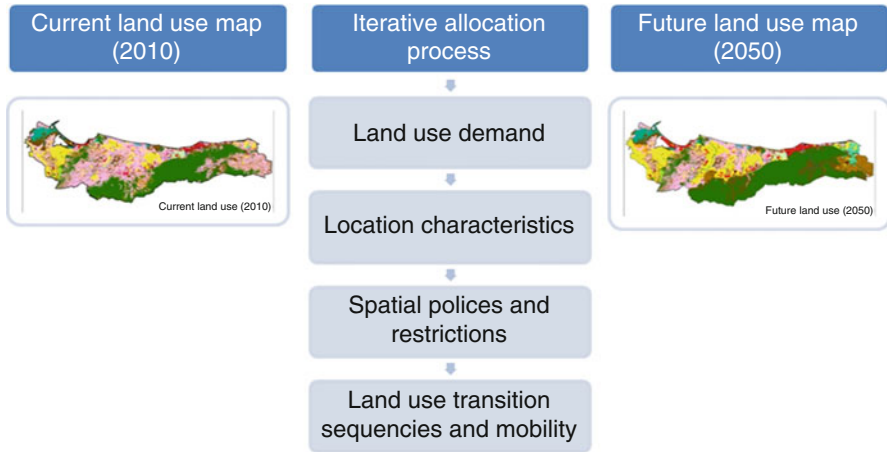 Current land use map
(2010)
Current land use (2010)
Iterative allocation
process
Land use demand
Location characteristics
Spatial polices and
restrictions
Land use transition
sequencies and mobility
Future land use map
(2050)
Future land use (2050)